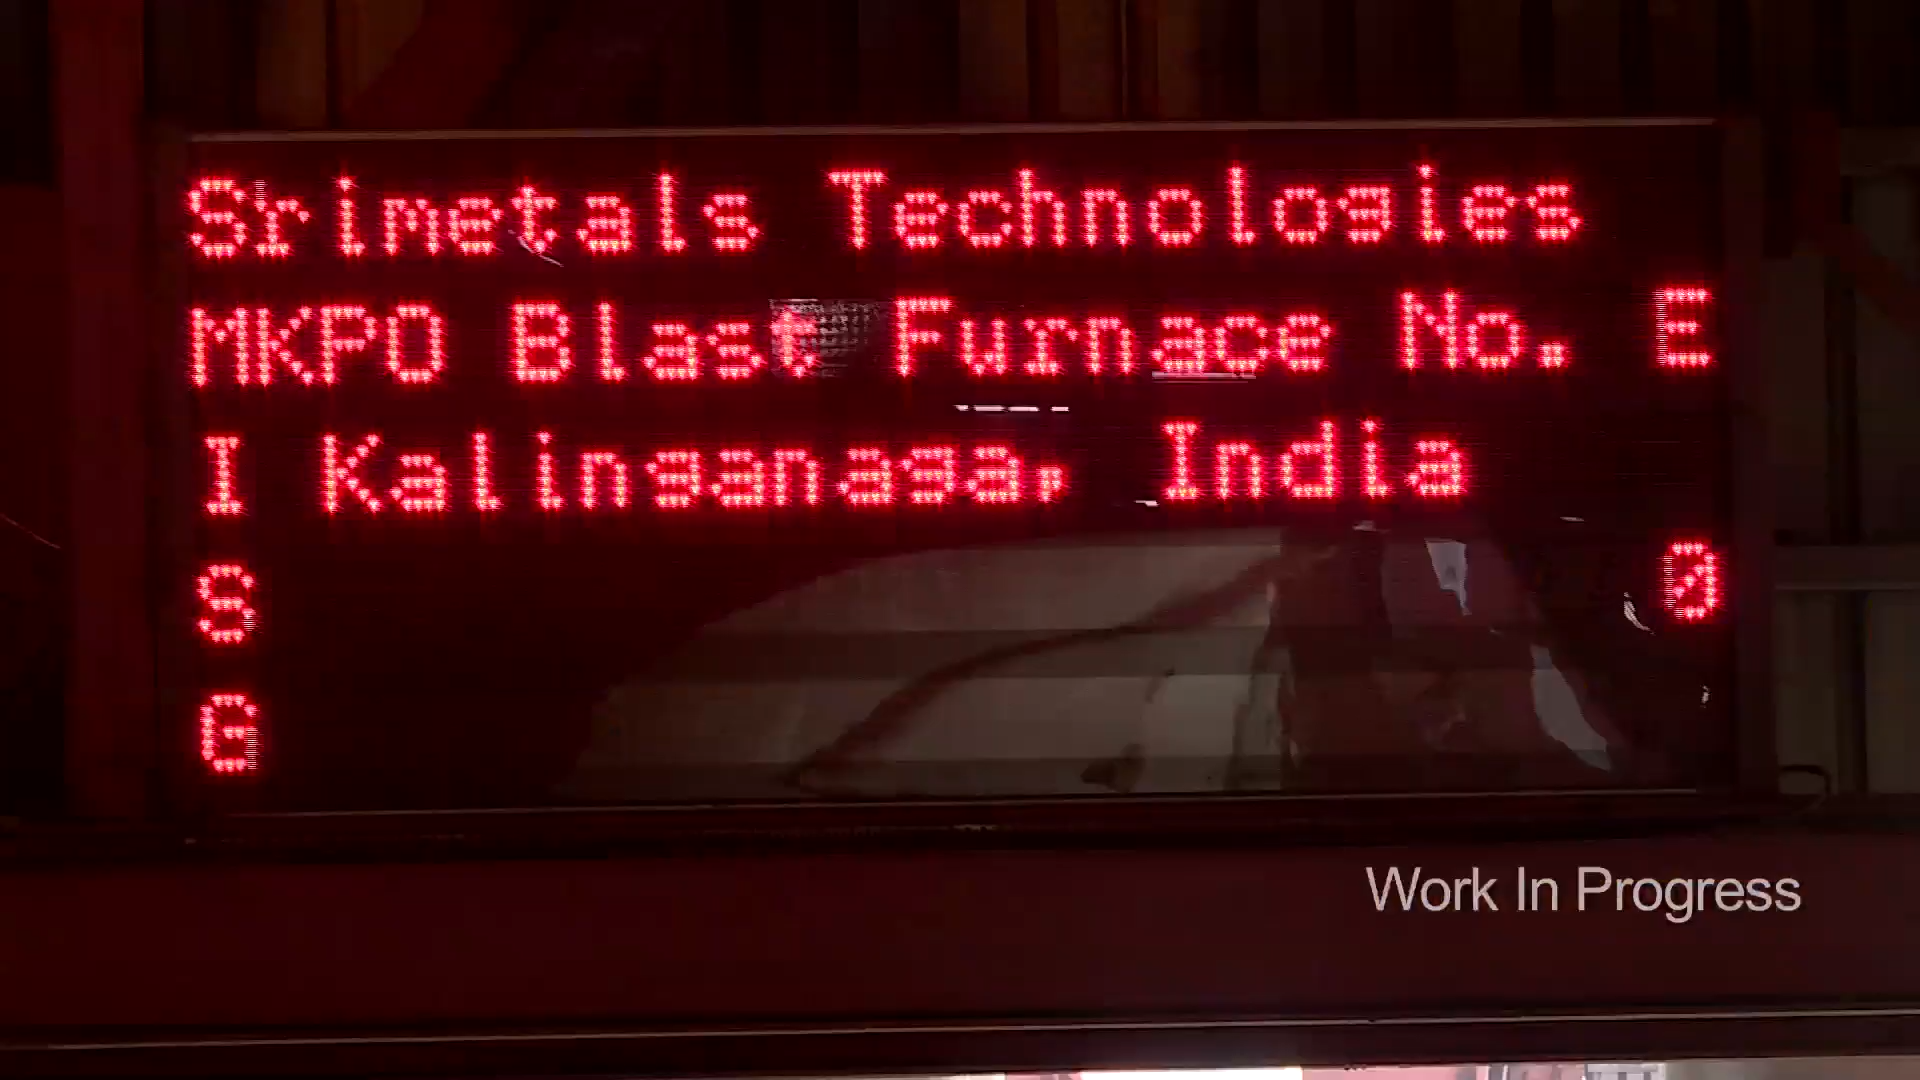 Srimetals Technologies
MKPO Blast Furnace No. E
I Kalinganaga, India
S 0
G
Work In Progress